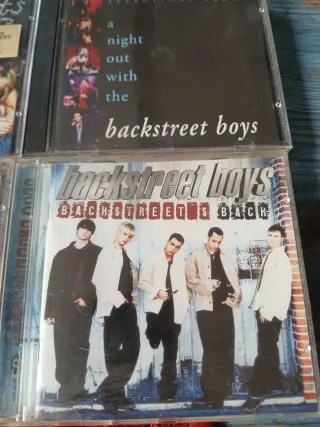 a
night
out
with
the
backstreet boys
backstreet boys
BACKSTREET'S BACK